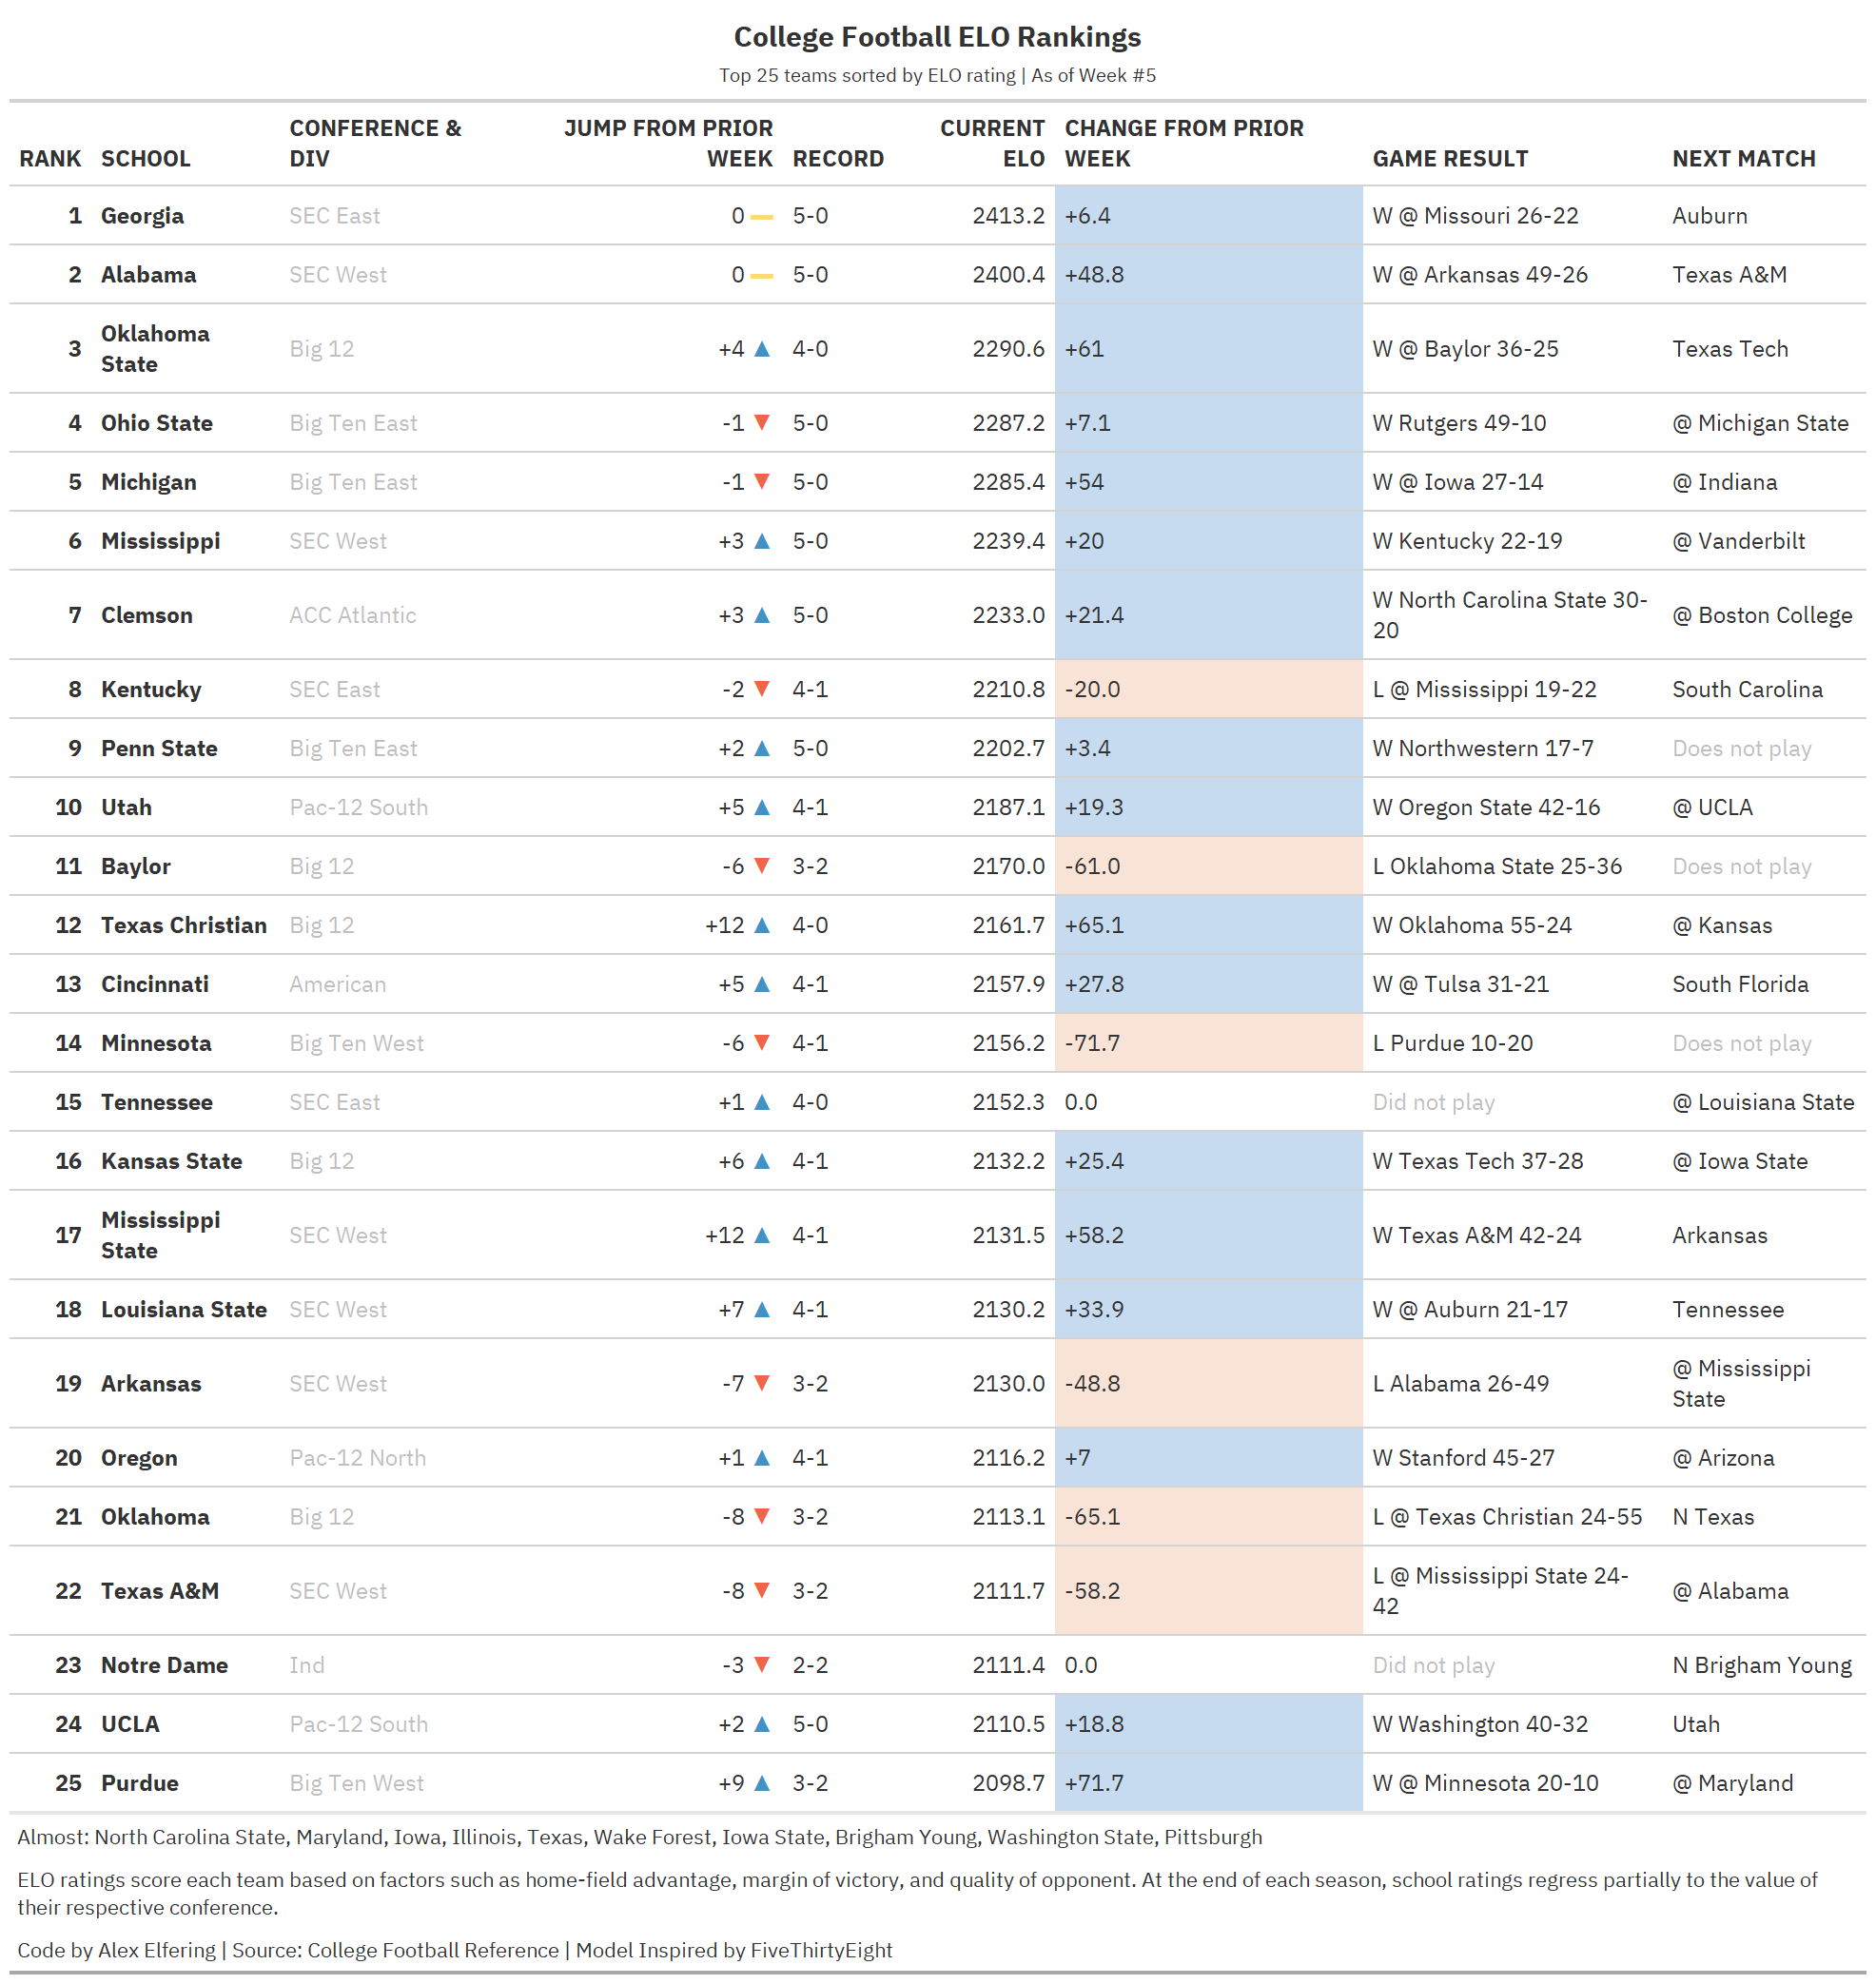 College Football ELO Rankings
Top 25 teams sorted by ELO rating | As of Week #5
RANK SCHOOL CONFERENCE & DIV JUMP FROM PRIOR WEEK RECORD CURRENT ELO CHANGE FROM PRIOR WEEK GAME RESULT NEXT MATCH
1 Georgia SEC East 0 5-0 2413.2 +6.4 W @ Missouri 26-22 Auburn
2 Alabama SEC West 0 5-0 2400.4 +48.8 W @ Arkansas 49-26 Texas A&M
3 Oklahoma State Big 12 +4 ▲ 4-0 2290.6 +61 W @ Baylor 36-25 Texas Tech
4 Ohio State Big Ten East -1 ▼ 5-0 2287.2 +7.1 W Rutgers 49-10 @ Michigan State
5 Michigan Big Ten East -1 ▼ 5-0 2285.4 +54 W @ Iowa 27-14 @ Indiana
6 Mississippi SEC West +3 ▲ 5-0 2239.4 +20 W Kentucky 22-19 @ Vanderbilt
7 Clemson ACC Atlantic +3 ▲ 5-0 2233.0 +21.4 W North Carolina State 30-20 @ Boston College
8 Kentucky SEC East -2 ▼ 4-1 2210.8 -20.0 L @ Mississippi 19-22 South Carolina
9 Penn State Big Ten East +2 ▲ 5-0 2202.7 +3.4 W Northwestern 17-7 Does not play
10 Utah Pac-12 South +5 ▲ 4-1 2187.1 +19.3 W Oregon State 42-16 @ UCLA
11 Baylor Big 12 -6 ▼ 3-2 2170.0 -61.0 L Oklahoma State 25-36 Does not play
12 Texas Christian Big 12 +12 ▲ 4-0 2161.7 +65.1 W Oklahoma 55-24 @ Kansas
13 Cincinnati American +5 ▲ 4-1 2157.9 +27.8 W @ Tulsa 31-21 South Florida
14 Minnesota Big Ten West -6 ▼ 4-1 2156.2 -71.7 L Purdue 10-20 Does not play
15 Tennessee SEC East +1 ▲ 4-0 2152.3 0.0 Did not play @ Louisiana State
16 Kansas State Big 12 +6 ▲ 4-1 2132.2 +25.4 W Texas Tech 37-28 @ Iowa State
17 Mississippi State SEC West +12 ▲ 4-1 2131.5 +58.2 W Texas A&M 42-24 Arkansas
18 Louisiana State SEC West +7 ▲ 4-1 2130.2 +33.9 W @ Auburn 21-17 Tennessee
19 Arkansas SEC West -7 ▼ 3-2 2130.0 -48.8 L Alabama 26-49 @ Mississippi State
20 Oregon Pac-12 North +1 ▲ 4-1 2116.2 +7 W Stanford 45-27 @ Arizona
21 Oklahoma Big 12 -8 ▼ 3-2 2113.1 -65.1 L @ Texas Christian 24-55 N Texas
22 Texas A&M SEC West -8 ▼ 3-2 2111.7 -58.2 L @ Mississippi State 24-42 @ Alabama
23 Notre Dame Ind -3 ▼ 2-2 2111.4 0.0 Did not play N Brigham Young
24 UCLA Pac-12 South +2 ▲ 5-0 2110.5 +18.8 W Washington 40-32 Utah
25 Purdue Big Ten West +9 ▲ 3-2 2098.7 +71.7 W @ Minnesota 20-10 @ Maryland
Almost: North Carolina State, Maryland, Iowa, Illinois, Texas, Wake Forest, Iowa State, Brigham Young, Washington State, Pittsburgh
ELO ratings score each team based on factors such as home-field advantage, margin of victory, and quality of opponent. At the end of each season, school ratings regress partially to the value of
their respective conference.
Code by Alex Elfering | Source: College Football Reference | Model Inspired by FiveThirtyEight